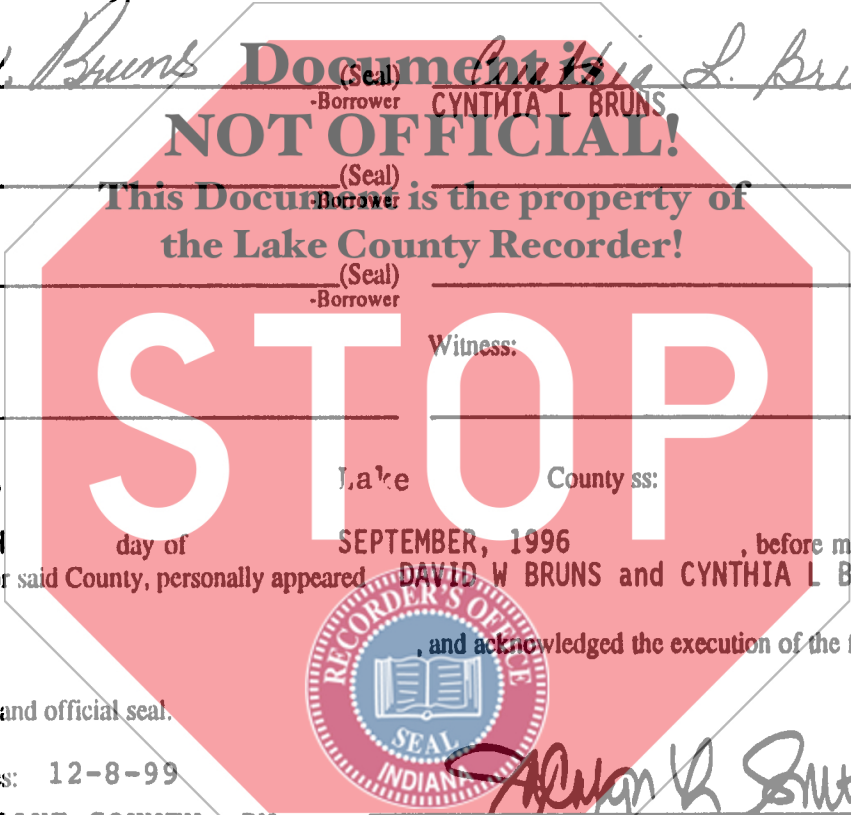 Bruns (Seal) Cynthia L. Bru
-Borrower CYNTHIA L BRUNS
Document is
NOT OFFICIAL!
(Seal)
-Borrower
This Document is the property of
the Lake County Recorder!
(Seal)
-Borrower
STOP
Witness:
Lake County ss:
day of SEPTEMBER, 1996 , before m
r said County, personally appeared DAVID W BRUNS and CYNTHIA L B
, and acknowledged the execution of the f
RECORDER'S OFFICE
SEAL
INDIANA
and official seal.
s: 12-8-99